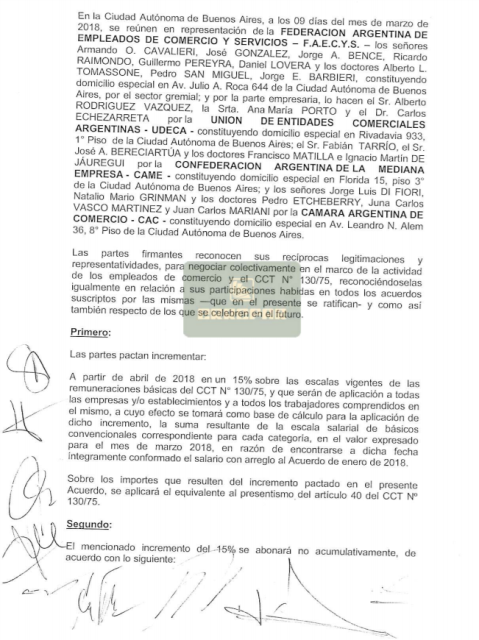 En la Ciudad Autónoma de Buenos Aires, a los 09 días del mes de marzo de
2018, se reúnen en representación de la FEDERACION ARGENTINA DE
EMPLEADOS DE COMERCIO Y SERVICIOS – F.A.E.C.Y.S. – los señores
Armando O. CAVALIERI, José GONZALEZ, Jorge A. BENCE, Ricardo
RAIMONDO, Guillermo PEREYRA, Daniel LOVERA y los doctores Alberto L.
TOMASSONE, Pedro SAN MIGUEL, Jorge E. BARBIERI, constituyendo
domicilio especial en Av. Julio A. Roca 644 de la Ciudad Autónoma de Buenos
Aires, por el sector gremial; y por la parte empresaria, lo hacen el Sr. Alberto
RODRIGUEZ VAZQUEZ, la Srta. Ana María PORTO y el Dr. Carlos
ECHEZARRETA por la UNION DE ENTIDADES COMERCIALES
ARGENTINAS - UDECA - constituyendo domicilio especial en Rivadavia 933,
1° Piso de la Ciudad Autónoma de Buenos Aires; el Sr. Fabián TARRÍO, el Sr.
José A. BERECIARTÚA y los doctores Francisco MATILLA e Ignacio Martín DE
JÁUREGUI por la CONFEDERACION ARGENTINA DE LA MEDIANA
EMPRESA - CAME - constituyendo domicilio especial en Florida 15, piso 3°
de la Ciudad Autónoma de Buenos Aires; y los señores Jorge Luis DI FIORI,
Natalio Mario GRINMAN y los doctores Pedro ETCHEBERRY, Juna Carlos
VASCO MARTINEZ y Juan Carlos MARIANI por la CAMARA ARGENTINA DE
COMERCIO - CAC - constituyendo domicilio especial en Av. Leandro N. Alem
36, 8° Piso de la Ciudad Autónoma de Buenos Aires.
Las partes firmantes reconocen sus recíprocas legitimaciones y
representatividades, para negociar colectivamente en el marco de la actividad
de los empleados de comercio y el CCT N° 130/75, reconociéndoselas
igualmente en relación a sus participaciones habidas en todos los acuerdos
suscriptos por las mismas —que en el presente se ratifican- y como así
también respecto de los que se celebren en el futuro.
Primero:
Las partes pactan incrementar:
A partir de abril de 2018 en un 15% sobre las escalas vigentes de las
remuneraciones básicas del CCT N° 130/75, y que serán de aplicación a todas
las empresas y/o establecimientos y a todos los trabajadores comprendidos en
el mismo, a cuyo efecto se tomará como base de cálculo para la aplicación
de dicho incremento, la suma resultante de la escala salarial de básicos
convencionales correspondiente para cada categoría, en el valor expresado
para el mes de marzo 2018, en razón de encontrarse a dicha fecha
íntegramente conformado el salario con arreglo al Acuerdo de enero de 2018.
Sobre los importes que resulten del incremento pactado en el presente
Acuerdo, se aplicará el equivalente al presentismo del artículo 40 del CCT N°
130/75.
Segundo:
El mencionado incremento del 15% se abonará no acumulativamente, de
acuerdo con lo siguiente: